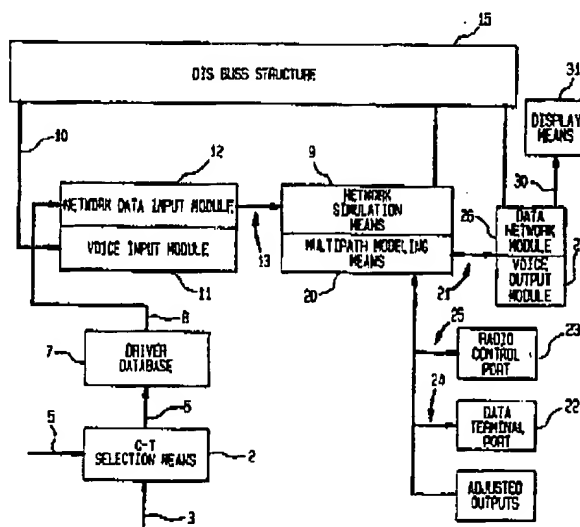 15
DIS BUSS STRUCTURE
31
DISPLAY
MEANS
10
12
9
30
NETWORK DATA INPUT MODULE
VOICE INPUT MODULE
13
NETWORK
SIMULATION
MEANS
MULTIPATH MODELING
MEANS
26
DATA
NETWORK
MODULE
VOICE
OUTPUT
MODULE
11
20
21
8
25
7
DRIVER
DATABASE
RADIO
CONTROL
PORT
23
24
5
6
DATA
TERMINAL
PORT
22
C-T
SELECTION
MEANS
2
ADJUSTED
OUTPUTS
3